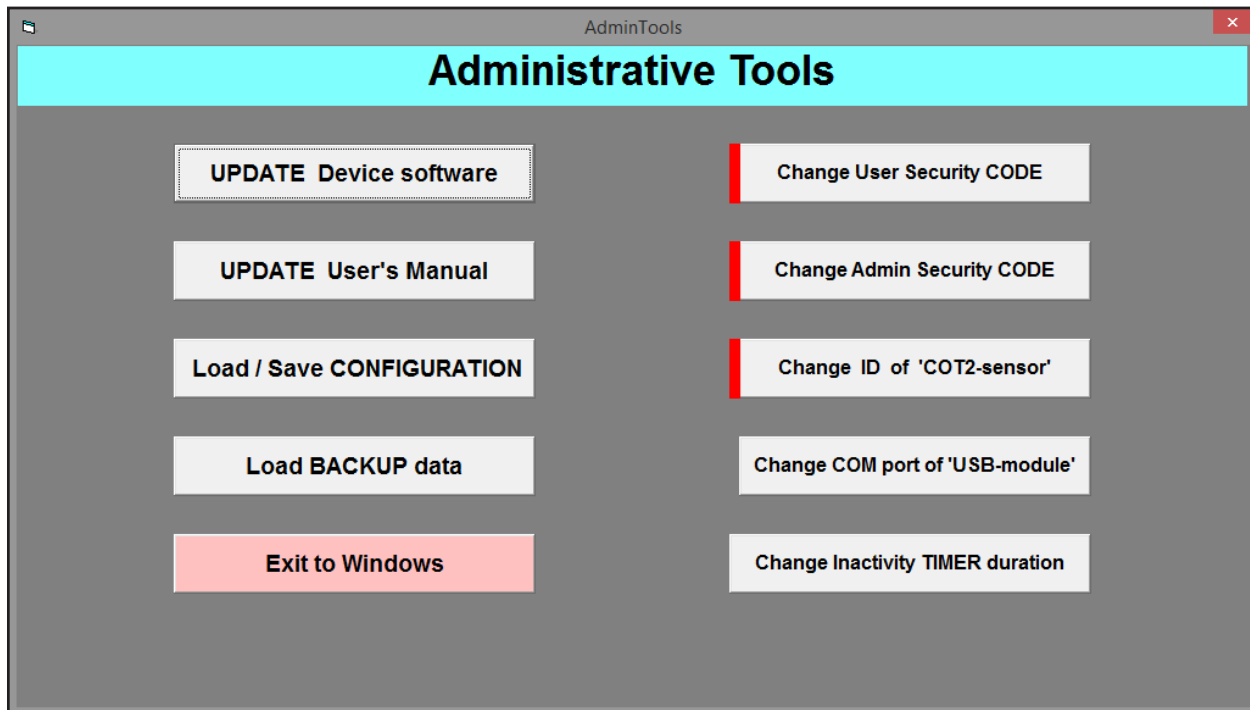 AdminTools
Administrative Tools
UPDATE Device software
UPDATE User's Manual
Load / Save CONFIGURATION
Load BACKUP data
Exit to Windows
Change User Security CODE
Change Admin Security CODE
Change ID of 'COT2-sensor'
Change COM port of 'USB-module'
Change Inactivity TIMER duration